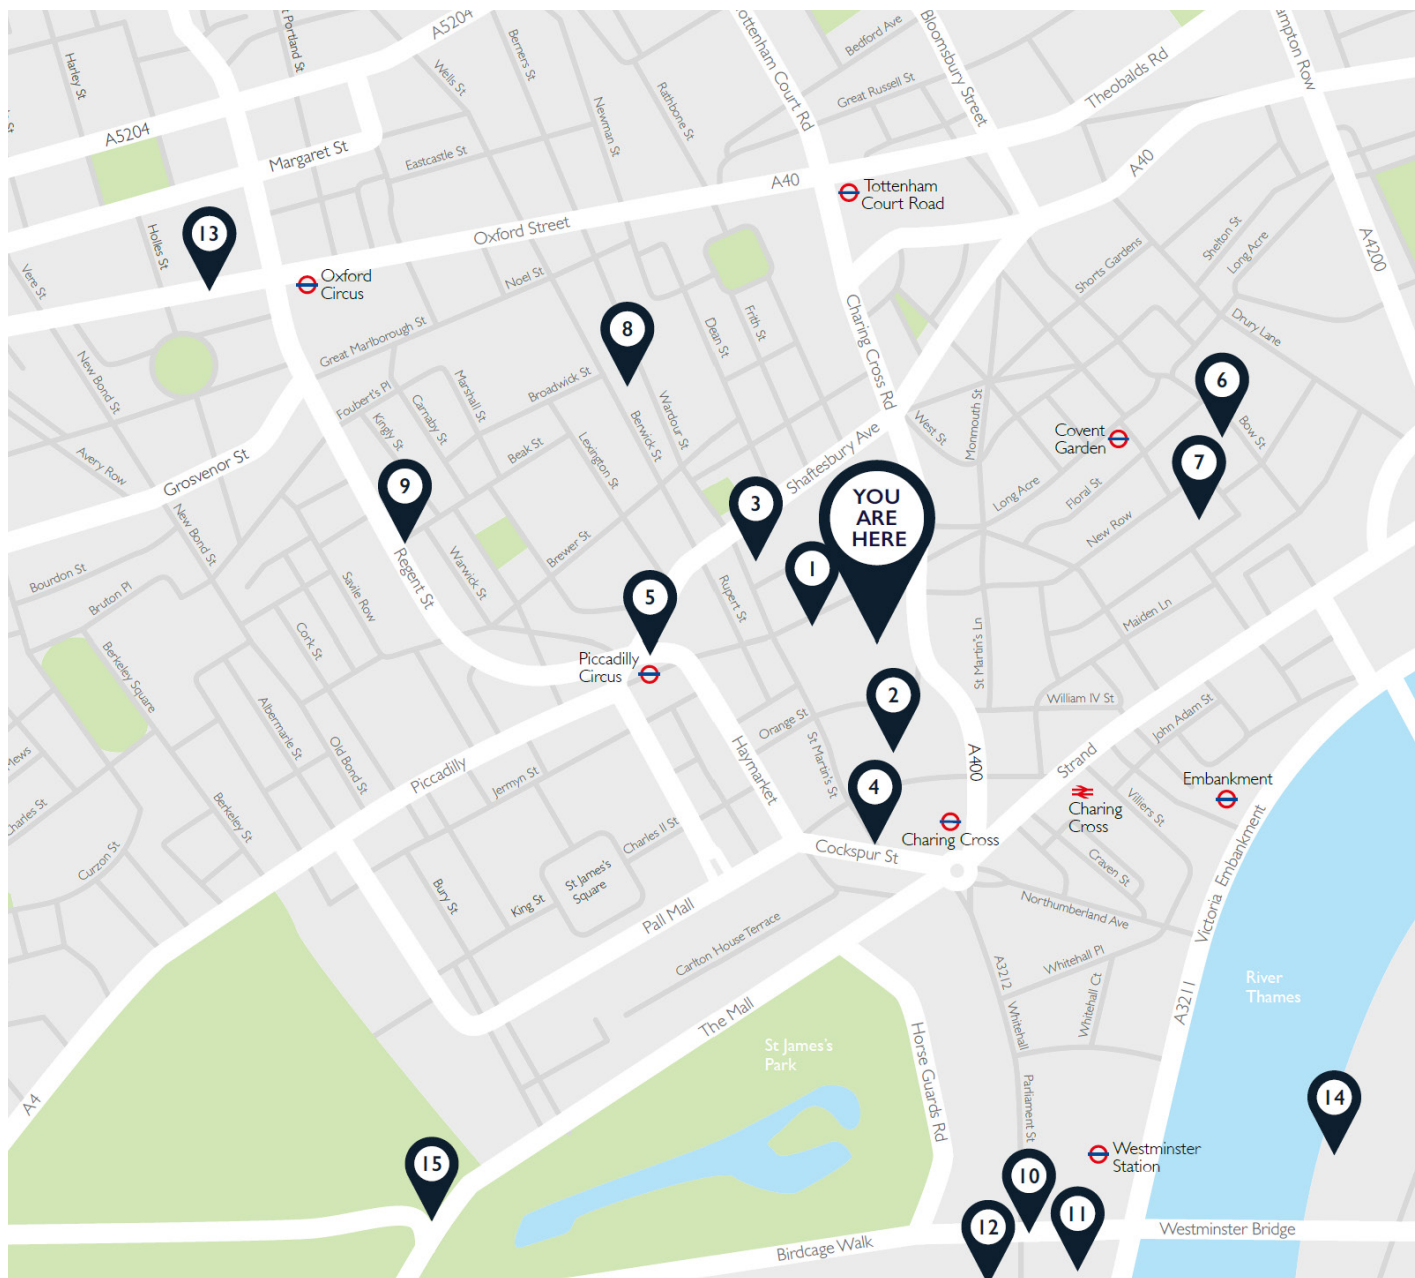 A5204
Harley St
Berners St
Wells St
Tottenham Court Rd
Bedford Ave
Bloomsbury Street
Theobalds Rd
Great Russell St
Rathbone St
Newman St
A5204
Margaret St
Eastcastle St
A40
A40
Tottenham
Court Road
Holles St
13
Oxford Street
Shelton St
Long Acre
A4200
Vere St
Oxford
Circus
Noel St
Shorts Gardens
8
Charing Cross Rd
Frith St
Dean St
Drury Lane
Great Marlborough St
New Bond St
Foubert's Pl
Kingly St
Carnaby St
Marshall St
Broadwick St
6
Wardour St
Berwick St
West St
Monmouth St
Covent
Garden
Bow St
Beak St
Lexington St
Shaftesbury Ave
7
Avery Row
Grosvenor St
9
3
YOU
ARE
HERE
Long Acre
Floral St
New Row
New Bond St
Regent St
Warwick St
Brewer St
1
Bourdon St
Bruton Pl
Savile Row
5
Rupert St
Maiden Ln
Cork St
Berkeley Square
Piccadilly
Circus
St Martin's Ln
2
William IV St
Albermarle St
Old Bond St
Orange St
St Martin's St
John Adam St
Haymarket
A400
Strand
Mews
Piccadilly
Jermyn St
4
Embankment
Charles St
Berkeley St
Charing
Cross
Villiers St
Charles II St
Charing Cross
Cockspur St
Curzon St
Craven St
Bury St
King St
St James's
Square
Pall Mall
Northumberland Ave
Victoria Embankment
Carlton House Terrace
Whitehall Pl
A3212
River
Thames
Whitehall Ct
A3211
The Mall
Whitehall
St James's
Park
Horse Guards Rd
A4
Parliament St
14
15
Westminster
Station
10
11
12
Westminster Bridge
Birdcage Walk